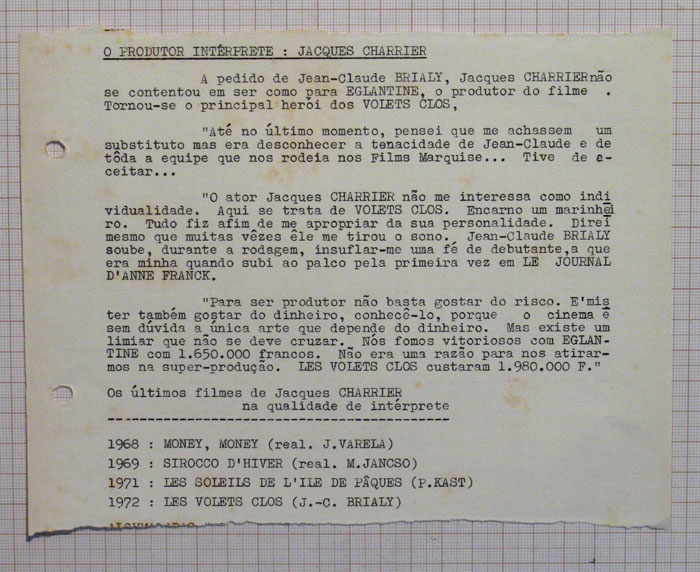 O PRODUTOR INTÉRPRETE : JACQUES CHARRIER
A pedido de Jean-Claude BRIALY, Jacques CHARRIERnão
se contentou em ser como para EGLANTINE, o produtor do filme .
Tornou-se o principal herói dos VOLETS CLOS,
"Até no último momento, pensei que me achassem um
substituto mas era desconhecer a tenacidade de Jean-Claude e de
tôda a equipe que nos rodeia nos Films Marquise... Tive de a-
ceitar...
"O ator Jacques CHARRIER não me interessa como indi
vidualidade. Aqui se trata de VOLETS CLOS. Encarno um marinhei
ro. Tudo fiz afim de me apropriar da sua personalidade. Direi
mesmo que muitas vêzes êle me tirou o sono. Jean-Claude BRIALY
soube, durante a rodagem, insuflar-me uma fé de debutante,a que
era minha quando subi ao palco pela primeira vez em LE JOURNAL
D'ANNE FRANCK.
"Para ser produtor não basta gostar do risco. E'mis
ter também gostar do dinheiro, conhecê-lo, porque o cinema é
sem dúvida a única arte que depende do dinheiro. Mas existe um
limiar que não se deve cruzar. Nós fomos vitoriosos com EGLAN-
TINE com 1.650.000 francos. Não era uma razão para nos atirar-
mos na super-produção. LES VOLETS CLOS custaram 1.980.000 F."
Os últimos filmes de Jacques CHARRIER
na qualidade de intérprete
1968 : MONEY, MONEY (real. J.VARELA)
1969 : SIROCCO D'HIVER (real. M.JANCSO)
1971 : LES SOLEILS DE L'ILE DE PÂQUES (P.KAST)
1972 : LES VOLETS CLOS (J.-C. BRIALY)